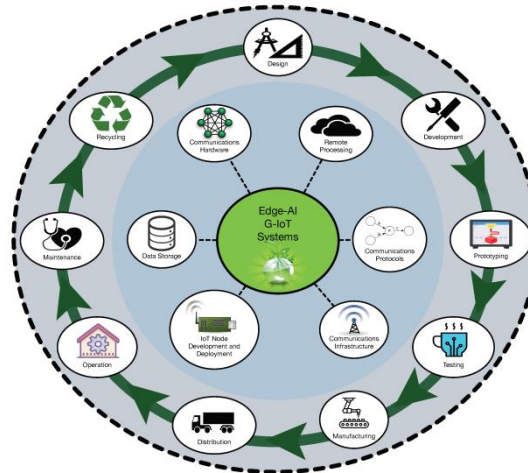 Design
Recycling
Development
Communications
Hardware
Remote
Processing
Edge-AI
G-IoT
Systems
Maintenance
Data Storage
Communications
Protocols
Prototyping
IoT Node
Development and
Deployment
Communications
Infrastructure
Operation
Testing
Distribution
Manufacturing